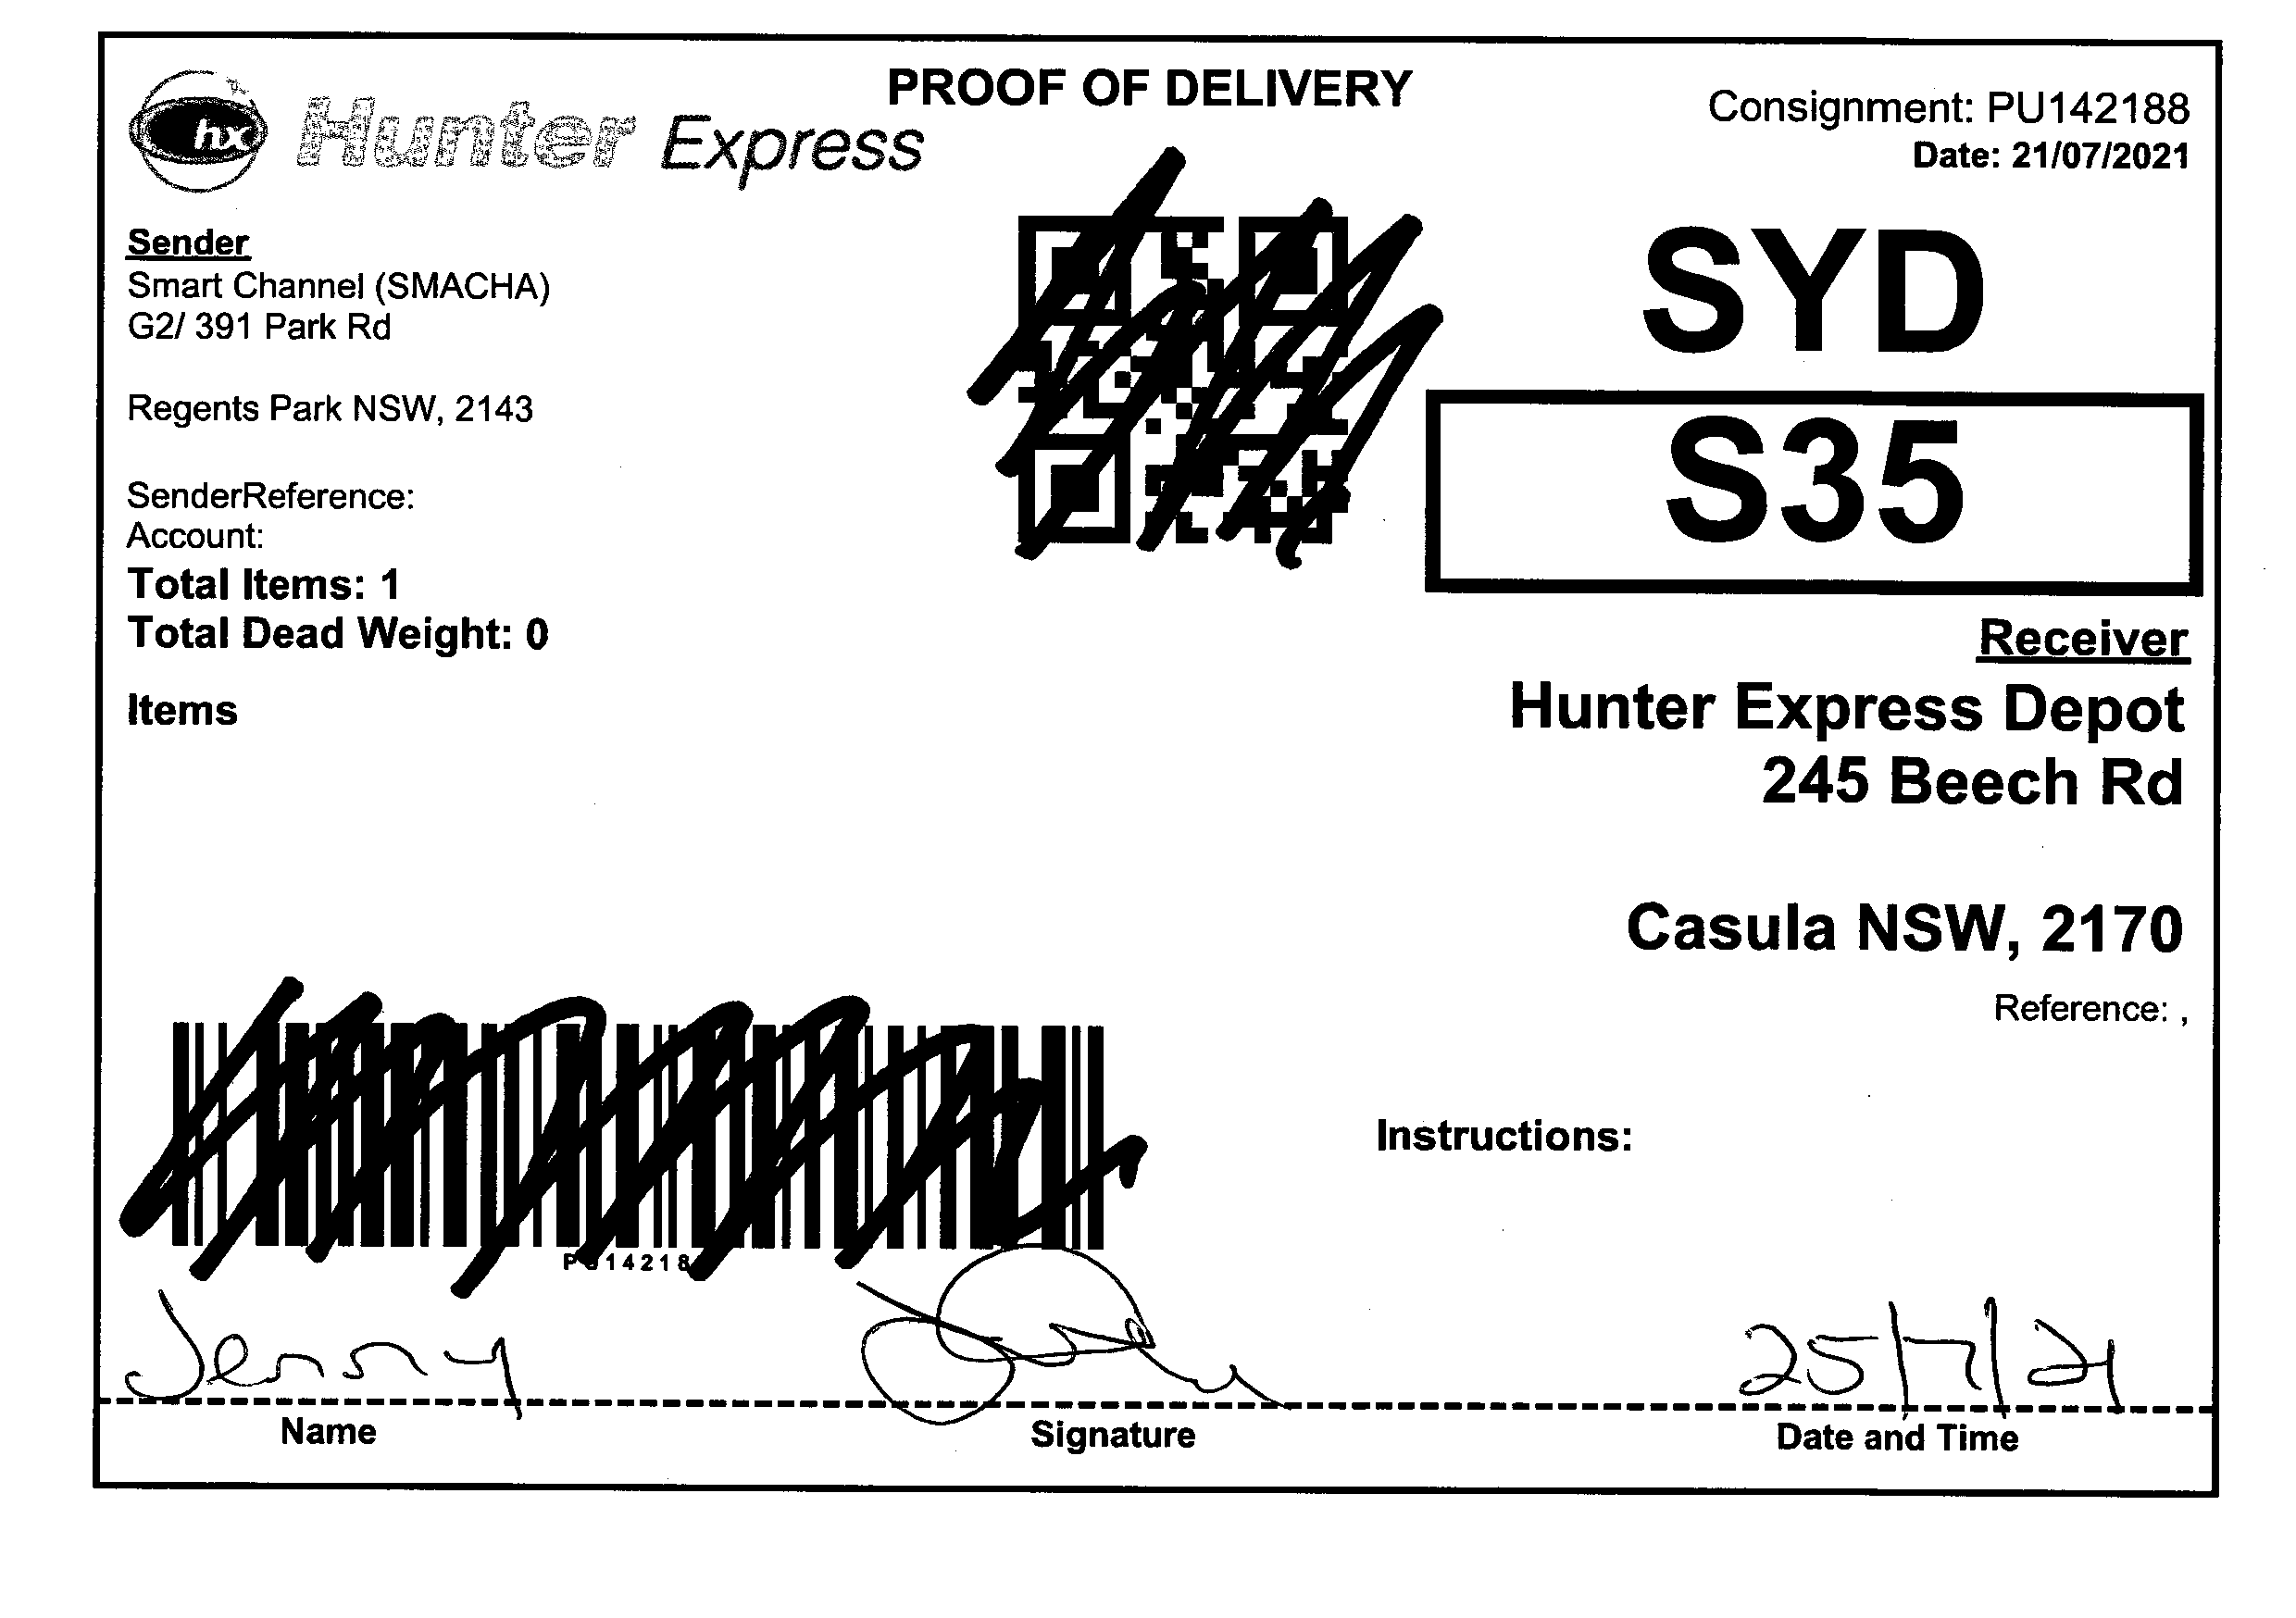 PROOF OF DELIVERY
hx Hunter Express
Consignment: PU142188
Date: 21/07/2021
Sender
Smart Channel (SMACHA)
G2/ 391 Park Rd
Regents Park NSW, 2143
SenderReference:
Account:
Total Items: 1
Total Dead Weight: 0
Items
SYD
S35
Receiver
Hunter Express Depot
245 Beech Rd
Casula NSW, 2170
Reference: ,
Instructions:
Jenny
25/7/21
Name
Signature
Date and Time